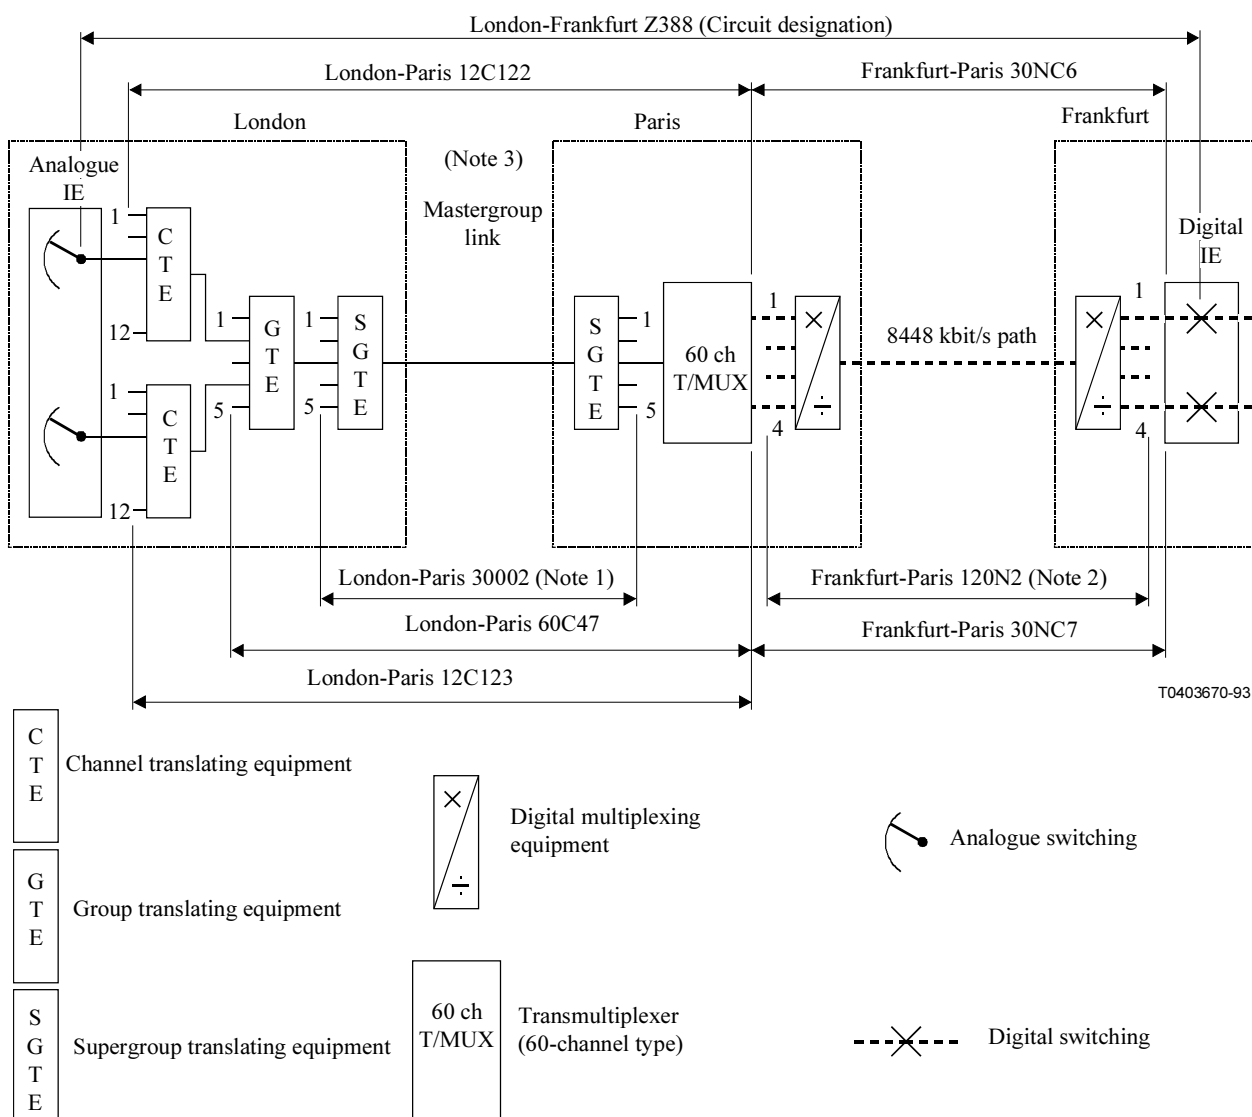 London-Frankfurt Z388 (Circuit designation)
London-Paris 12C122
Frankfurt-Paris 30NC6
London
Paris
Frankfurt
Analogue
IE
(Note 3)
Mastergroup
link
Digital
IE
1
C
T
E
12
1
C
T
E
12
1
G
T
E
5
1
S
G
T
E
5
S
G
T
E
1
5
60 ch
T/MUX
1
×
÷
4
8448 kbit/s path
×
÷
1
4
London-Paris 30002 (Note 1)
Frankfurt-Paris 120N2 (Note 2)
London-Paris 60C47
Frankfurt-Paris 30NC7
London-Paris 12C123
T0403670-93
C
T
E
Channel translating equipment
×
÷
Digital multiplexing
equipment
Analogue switching
G
T
E
Group translating equipment
S
G
T
E
Supergroup translating equipment
60 ch
T/MUX
Transmultiplexer
(60-channel type)
Digital switching